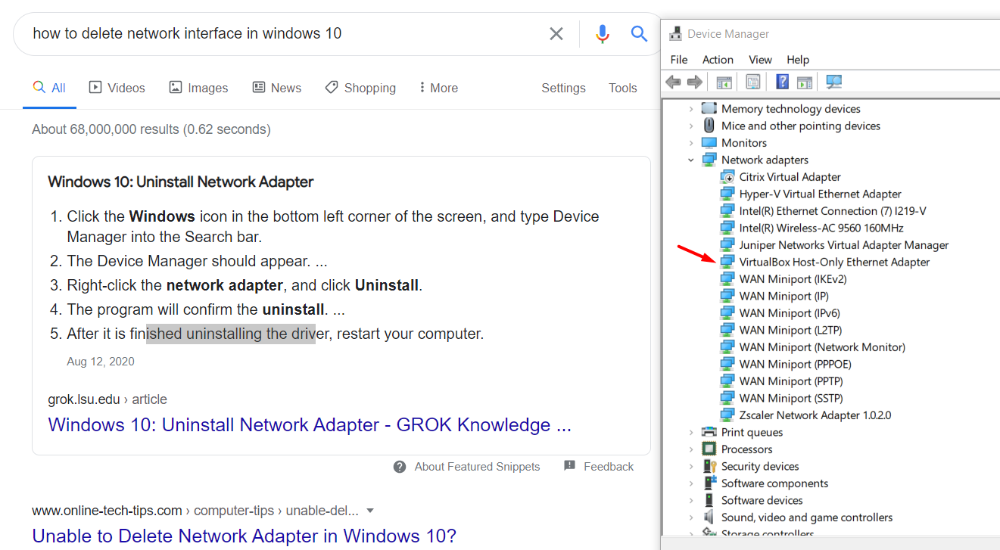 how to delete network interface in windows 10
All
Videos
Images
News
Shopping
More
Settings
Tools
About 68,000,000 results (0.62 seconds)
Windows 10: Uninstall Network Adapter
1. Click the Windows icon in the bottom left corner of the screen, and type Device
Manager into the Search bar.
2. The Device Manager should appear. ...
3. Right-click the network adapter, and click Uninstall.
4. The program will confirm the uninstall. ...
5. After it is finished uninstalling the driver, restart your computer.
Aug 12, 2020
grok.lsu.edu › article
Windows 10: Uninstall Network Adapter - GROK Knowledge ...
About Featured Snippets
Feedback
www.online-tech-tips.com › computer-tips › unable-del...
Unable to Delete Network Adapter in Windows 10?
Device Manager
File Action View Help
Memory technology devices
Mice and other pointing devices
Monitors
Network adapters
Citrix Virtual Adapter
Hyper-V Virtual Ethernet Adapter
Intel(R) Ethernet Connection (7) I219-V
Intel(R) Wireless-AC 9560 160MHz
Juniper Networks Virtual Adapter Manager
VirtualBox Host-Only Ethernet Adapter
WAN Miniport (IKEv2)
WAN Miniport (IP)
WAN Miniport (IPv6)
WAN Miniport (L2TP)
WAN Miniport (Network Monitor)
WAN Miniport (PPPOE)
WAN Miniport (PPTP)
WAN Miniport (SSTP)
Zscaler Network Adapter 1.0.2.0
Print queues
Processors
Security devices
Software components
Software devices
Sound, video and game controllers
Storage controllers